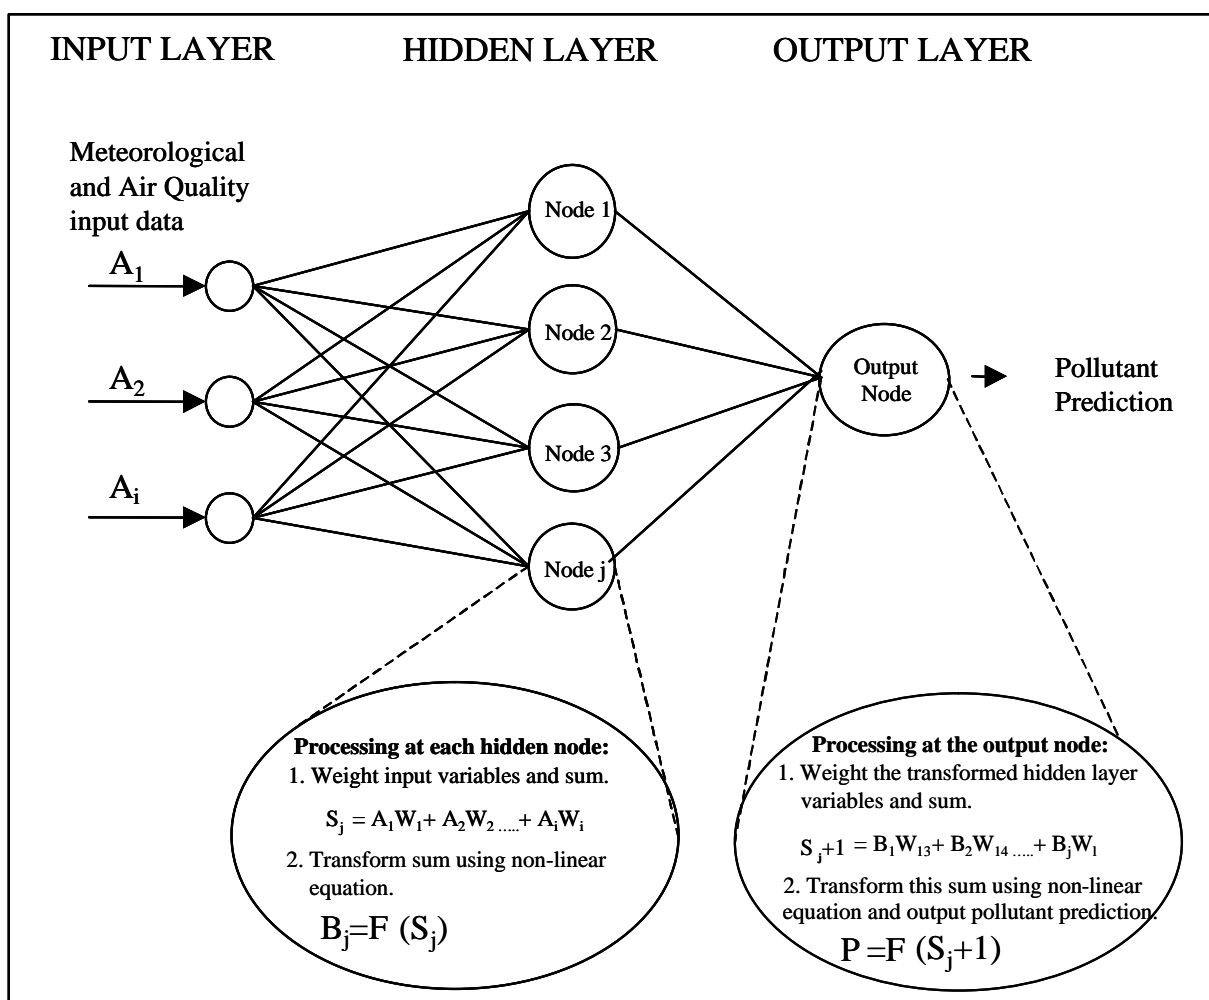 INPUT LAYER
HIDDEN LAYER
OUTPUT LAYER
Meteorological
and Air Quality
input data
A₁
A₂
Aᵢ
Node 1
Node 2
Node 3
Node j
Output
Node
Pollutant
Prediction
Processing at each hidden node:
1. Weight input variables and sum.
Sⱼ = A₁W₁+ A₂W₂ .....+ AᵢWᵢ
2. Transform sum using non-linear
equation.
Bⱼ=F (Sⱼ)
Processing at the output node:
1. Weight the transformed hidden layer
variables and sum.
S ⱼ+1 = B₁W₁₃+ B₂W₁₄ .....+ BⱼWₗ
2. Transform this sum using non-linear
equation and output pollutant prediction.
P =F (Sⱼ+1)